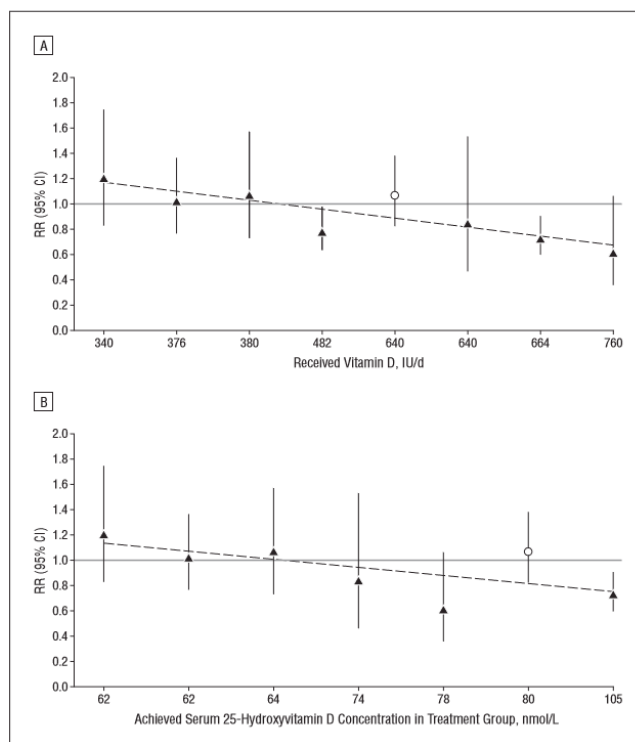 A
2.0
1.8
1.6
1.4
1.2
1.0
0.8
0.6
0.4
0.2
0.0
RR (95% CI)
340 376 380 482 640 640 664 760
Received Vitamin D, IU/d
B
2.0
1.8
1.6
1.4
1.2
1.0
0.8
0.6
0.4
0.2
0.0
RR (95% CI)
62 62 64 74 78 80 105
Achieved Serum 25-Hydroxyvitamin D Concentration in Treatment Group, nmol/L